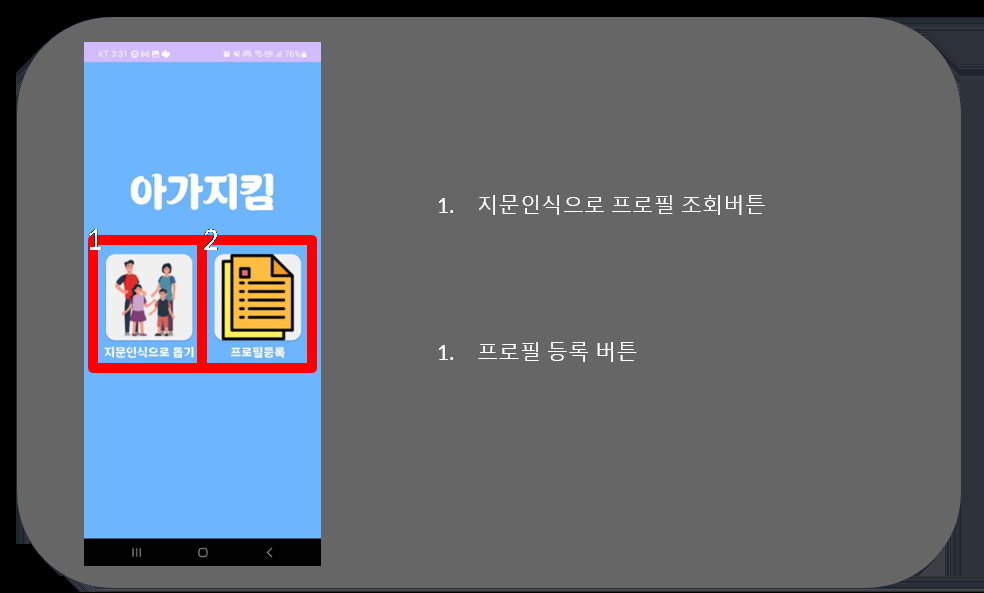 KT 3:31 76%
아가지킴
1 2
지문인식으로 돕기 프로필등록
1. 지문인식으로 프로필 조회버튼
1. 프로필 등록 버튼